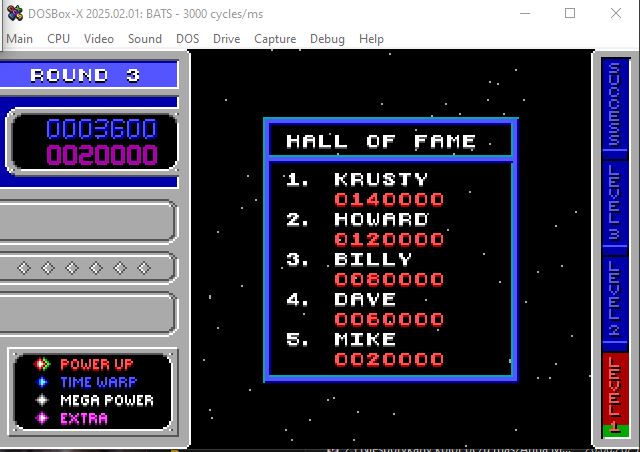 DOSBox-X 2025.02.01: BATS - 3000 cycles/ms
Main CPU Video Sound DOS Drive Capture Debug Help
ROUND 3
0003600
0020000
HALL OF FAME
1. KRUSTY
0140000
2. HOWARD
0120000
3. BILLY
0080000
4. DAVE
0060000
5. MIKE
0020000
POWER UP
TIME WARP
MEGA POWER
EXTRA
SUCCESS
LEVEL 3
LEVEL 2
LEVEL 1